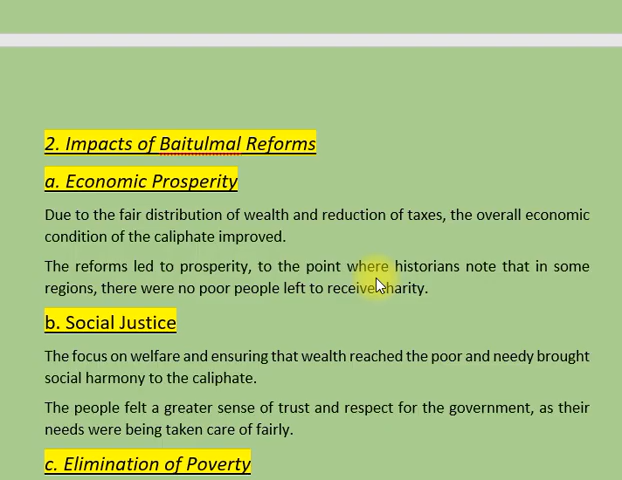 2. Impacts of Baitulmal Reforms
a. Economic Prosperity
Due to the fair distribution of wealth and reduction of taxes, the overall economic
condition of the caliphate improved.
The reforms led to prosperity, to the point where historians note that in some
regions, there were no poor people left to receive charity.
b. Social Justice
The focus on welfare and ensuring that wealth reached the poor and needy brought
social harmony to the caliphate.
The people felt a greater sense of trust and respect for the government, as their
needs were being taken care of fairly.
c. Elimination of Poverty